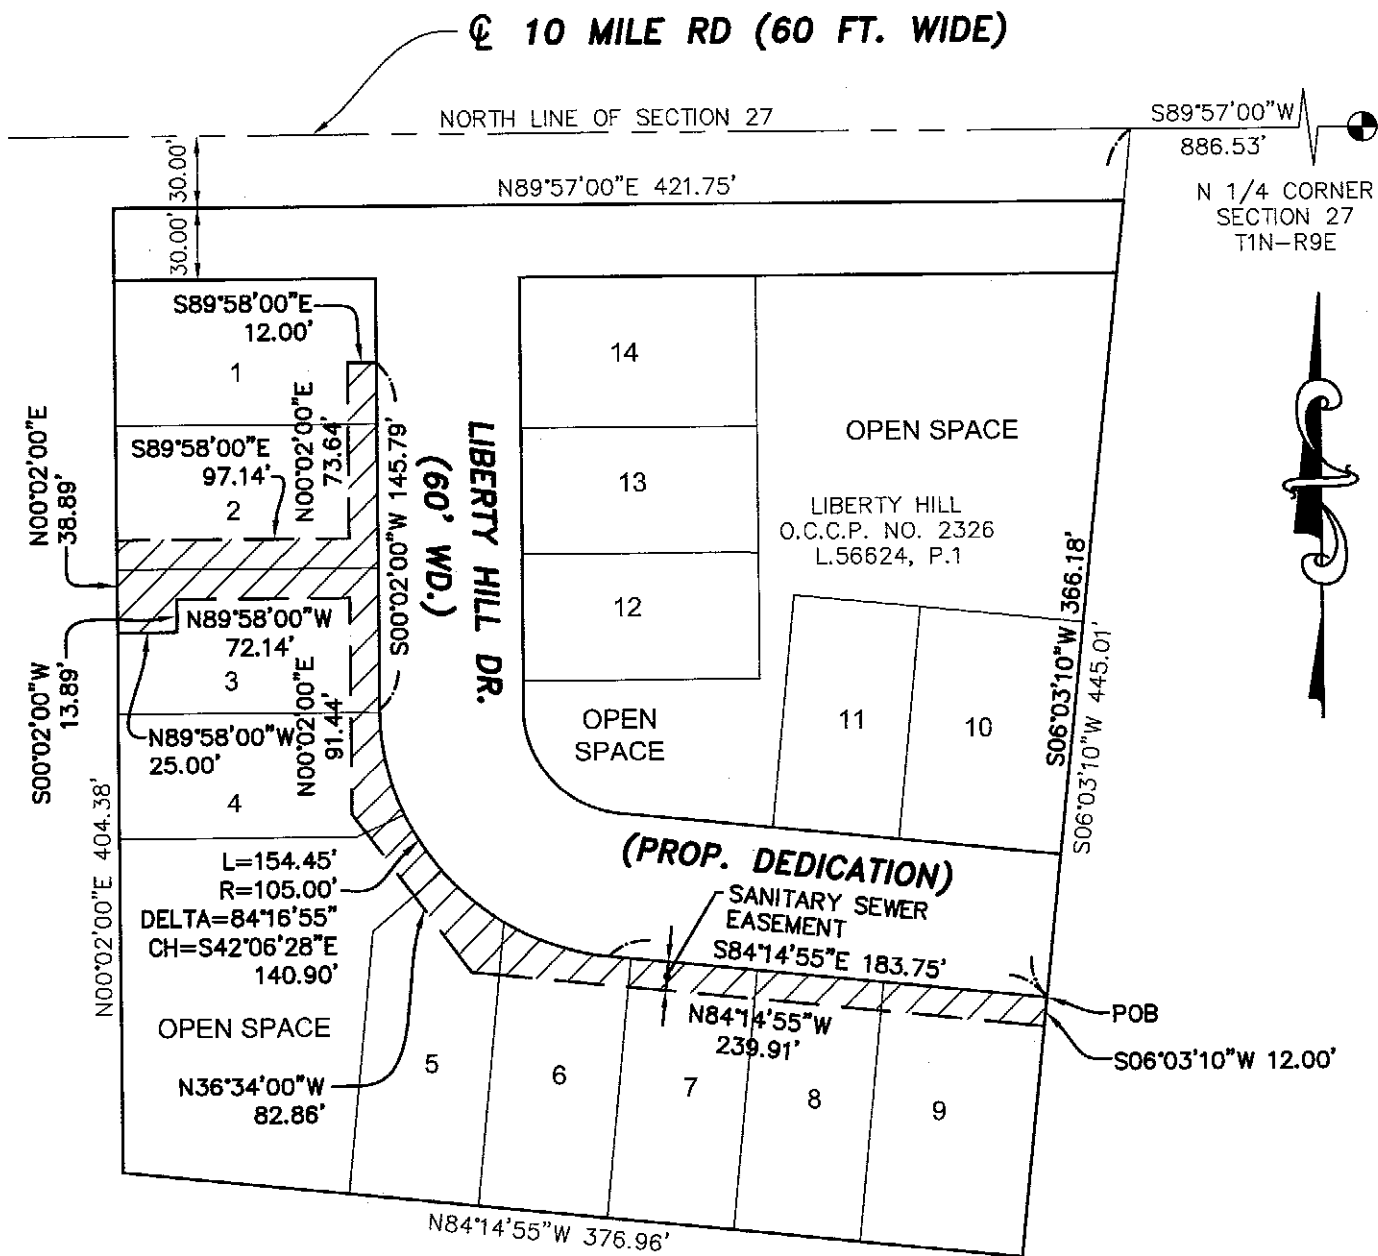 ℄ 10 MILE RD (60 FT. WIDE)
NORTH LINE OF SECTION 27
S89°57'00"W
886.53'
N 1/4 CORNER
SECTION 27
T1N-R9E
30.00'
N89°57'00"E 421.75'
30.00'
S89°58'00"E
12.00'
1
14
N00°02'00"E
73.64'
OPEN SPACE
N00°02'00"E
38.89'
S89°58'00"E
97.14'
2
S00°02'00"W 145.79'
LIBERTY HILL DR.
(60' WD.)
13
LIBERTY HILL
O.C.C.P. NO. 2326
L.56624, P.1
12
S06°03'10"W 366.18'
S06°03'10"W 445.01'
N89°58'00"W
72.14'
S00°02'00"W
13.89'
3
N00°02'00"E
91.44'
N89°58'00"W
25.00'
OPEN
SPACE
11
10
4
N00°02'00"E 404.38'
L=154.45'
R=105.00'
DELTA=84°16'55"
CH=S42°06'28"E
140.90'
(PROP. DEDICATION)
SANITARY SEWER
EASEMENT
S84°14'55"E 183.75'
POB
N84°14'55"W
239.91'
S06°03'10"W 12.00'
OPEN SPACE
N36°34'00"W
82.86'
5
6
7
8
9
N84°14'55"W 376.96'